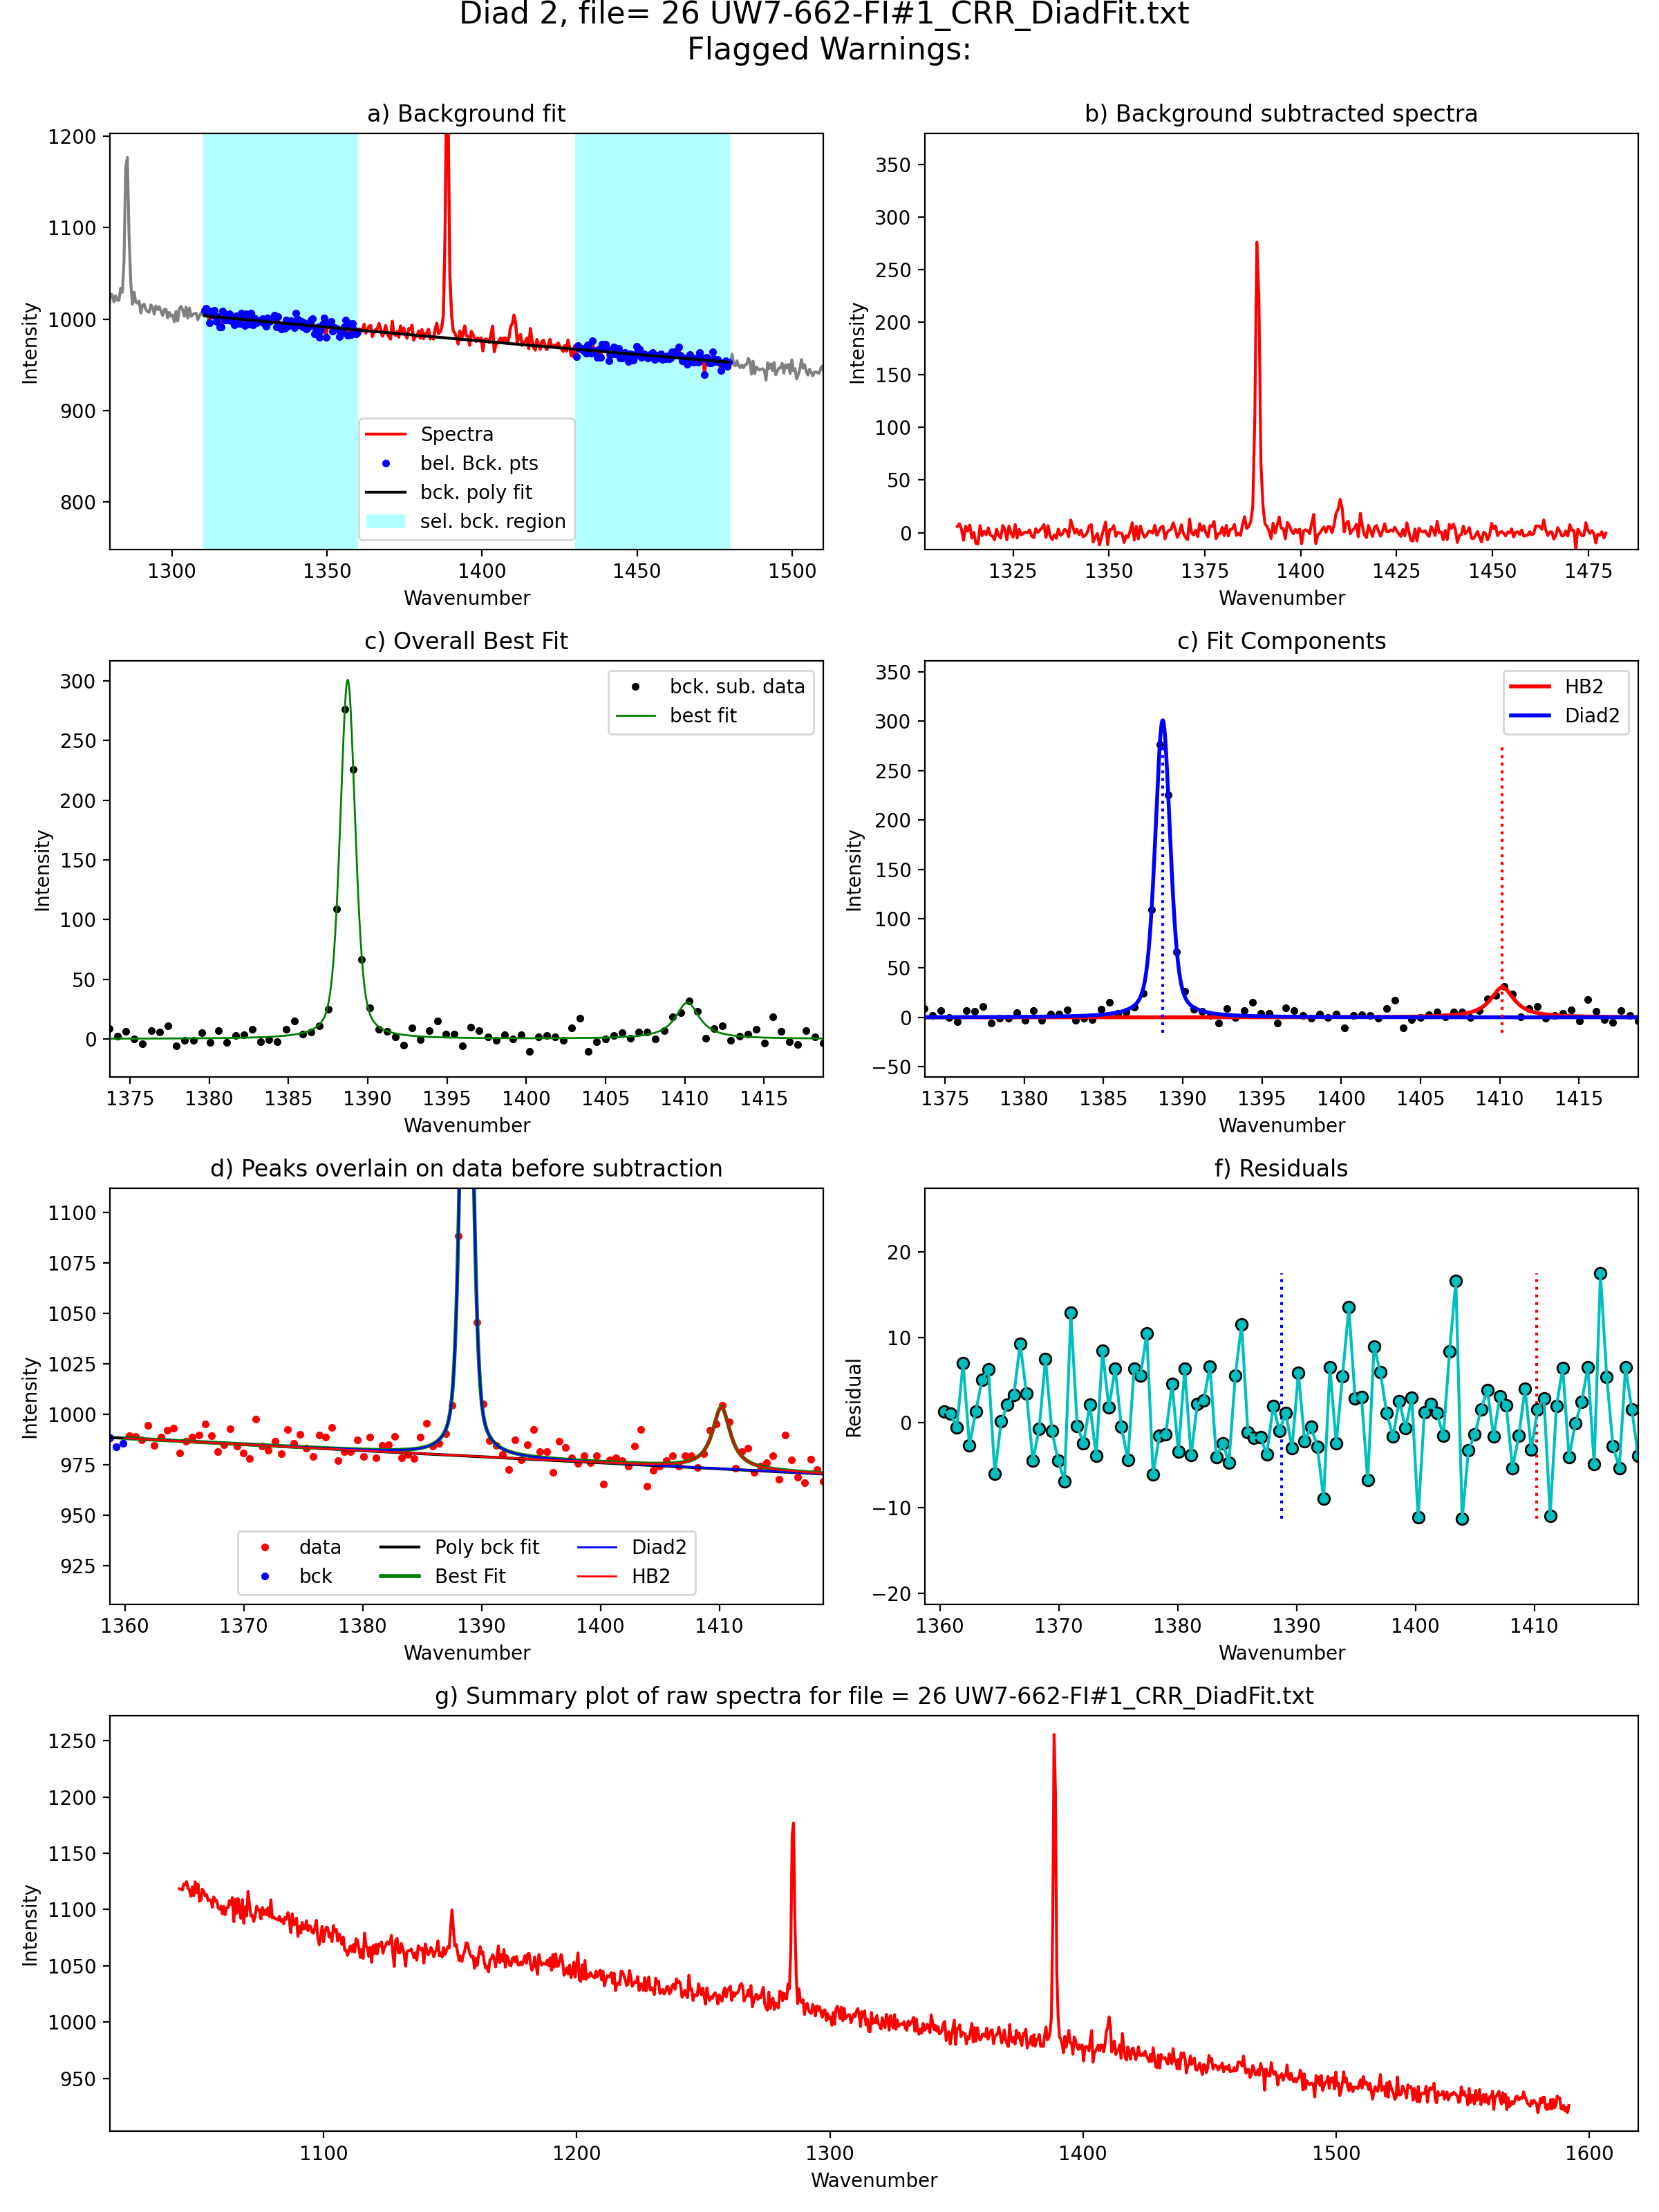 Diad 2, file= 26 UW7-662-FI#1_CRR_DiadFit.txt
Flagged Warnings:
a) Background fit
1200
1100
1000
900
800
Intensity
Spectra
bel. Bck. pts
bck. poly fit
sel. bck. region
1300 1350 1400 1450 1500
Wavenumber
b) Background subtracted spectra
350
300
250
200
150
100
50
0
Intensity
1325 1350 1375 1400 1425 1450 1475
Wavenumber
c) Overall Best Fit
300
250
200
150
100
50
0
Intensity
bck. sub. data
best fit
1375 1380 1385 1390 1395 1400 1405 1410 1415
Wavenumber
c) Fit Components
350
300
250
200
150
100
50
0
−50
Intensity
HB2
Diad2
1375 1380 1385 1390 1395 1400 1405 1410 1415
Wavenumber
d) Peaks overlain on data before subtraction
1100
1075
1050
1025
1000
975
950
925
Intensity
data Poly bck fit Diad2
bck Best Fit HB2
1360 1370 1380 1390 1400 1410
Wavenumber
f) Residuals
20
10
0
−10
−20
Residual
1360 1370 1380 1390 1400 1410
Wavenumber
g) Summary plot of raw spectra for file = 26 UW7-662-FI#1_CRR_DiadFit.txt
1250
1200
1150
1100
1050
1000
950
Intensity
1100 1200 1300 1400 1500 1600
Wavenumber